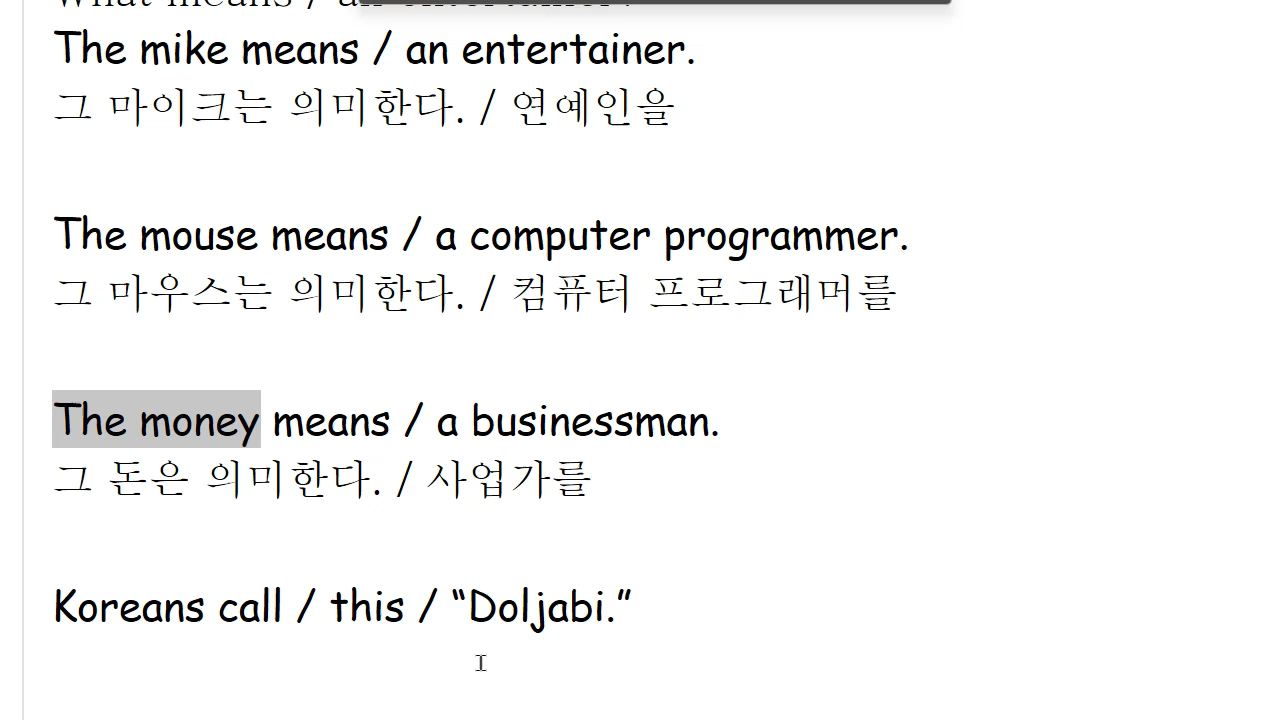 The mike means / an entertainer.
그 마이크는 의미한다. / 연예인을
The mouse means / a computer programmer.
그 마우스는 의미한다. / 컴퓨터 프로그래머를
The money means / a businessman.
그 돈은 의미한다. / 사업가를
Koreans call / this / “Doljabi.”